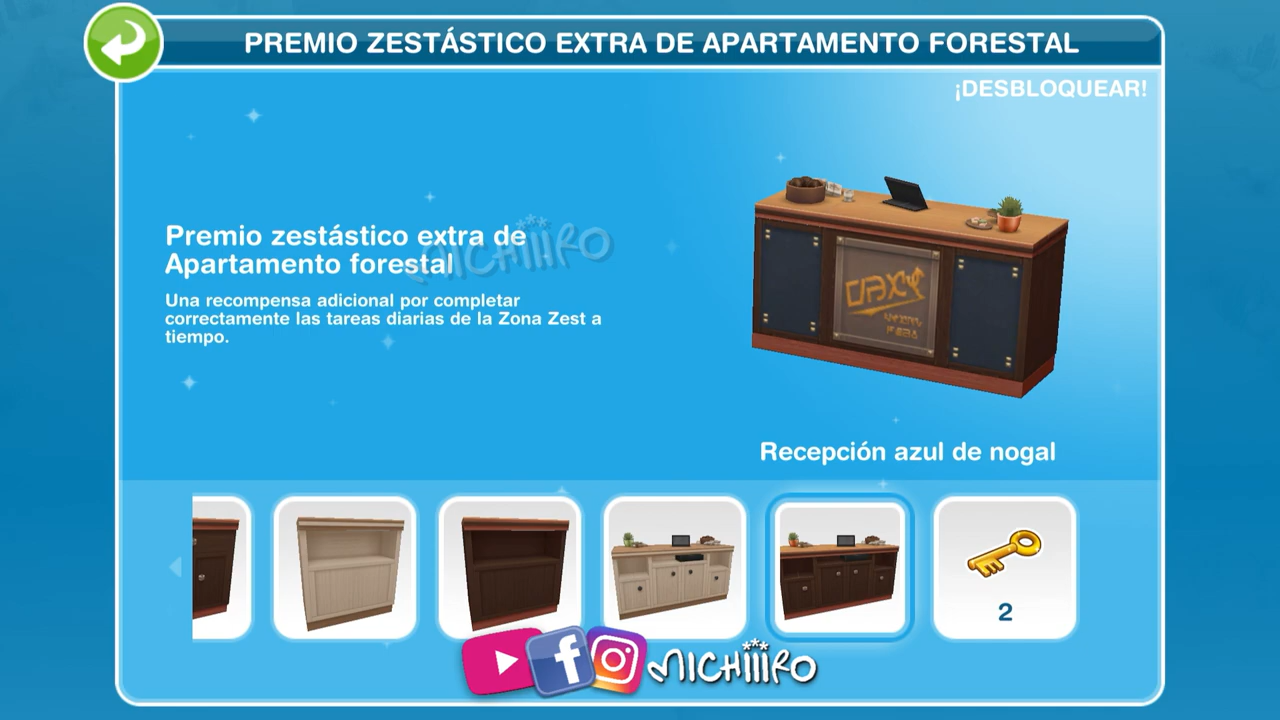 PREMIO ZESTÁSTICO EXTRA DE APARTAMENTO FORESTAL
¡DESBLOQUEAR!
Premio zestástico extra de
Apartamento forestal
MICHIIIRO
Una recompensa adicional por completar
correctamente las tareas diarias de la Zona Zest a
tiempo.
Recepción azul de nogal
2
MICHIIIRO